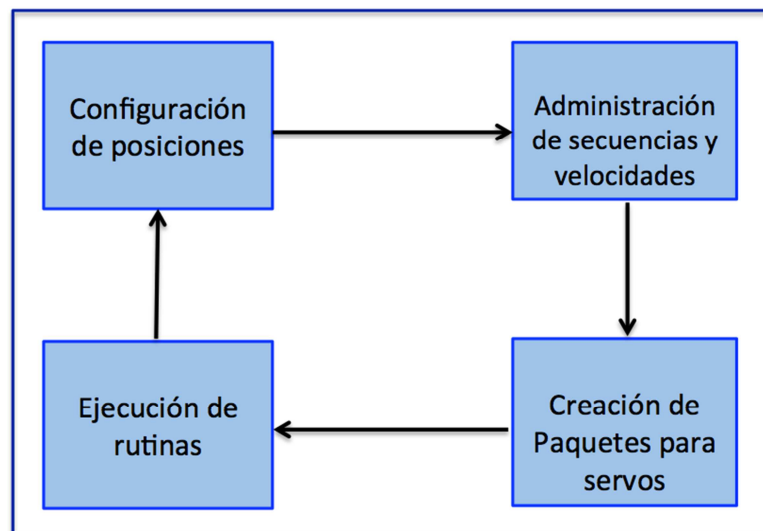 Configuración
de posiciones
Administración
de secuencias y
velocidades
Ejecución de
rutinas
Creación de
Paquetes para
servos